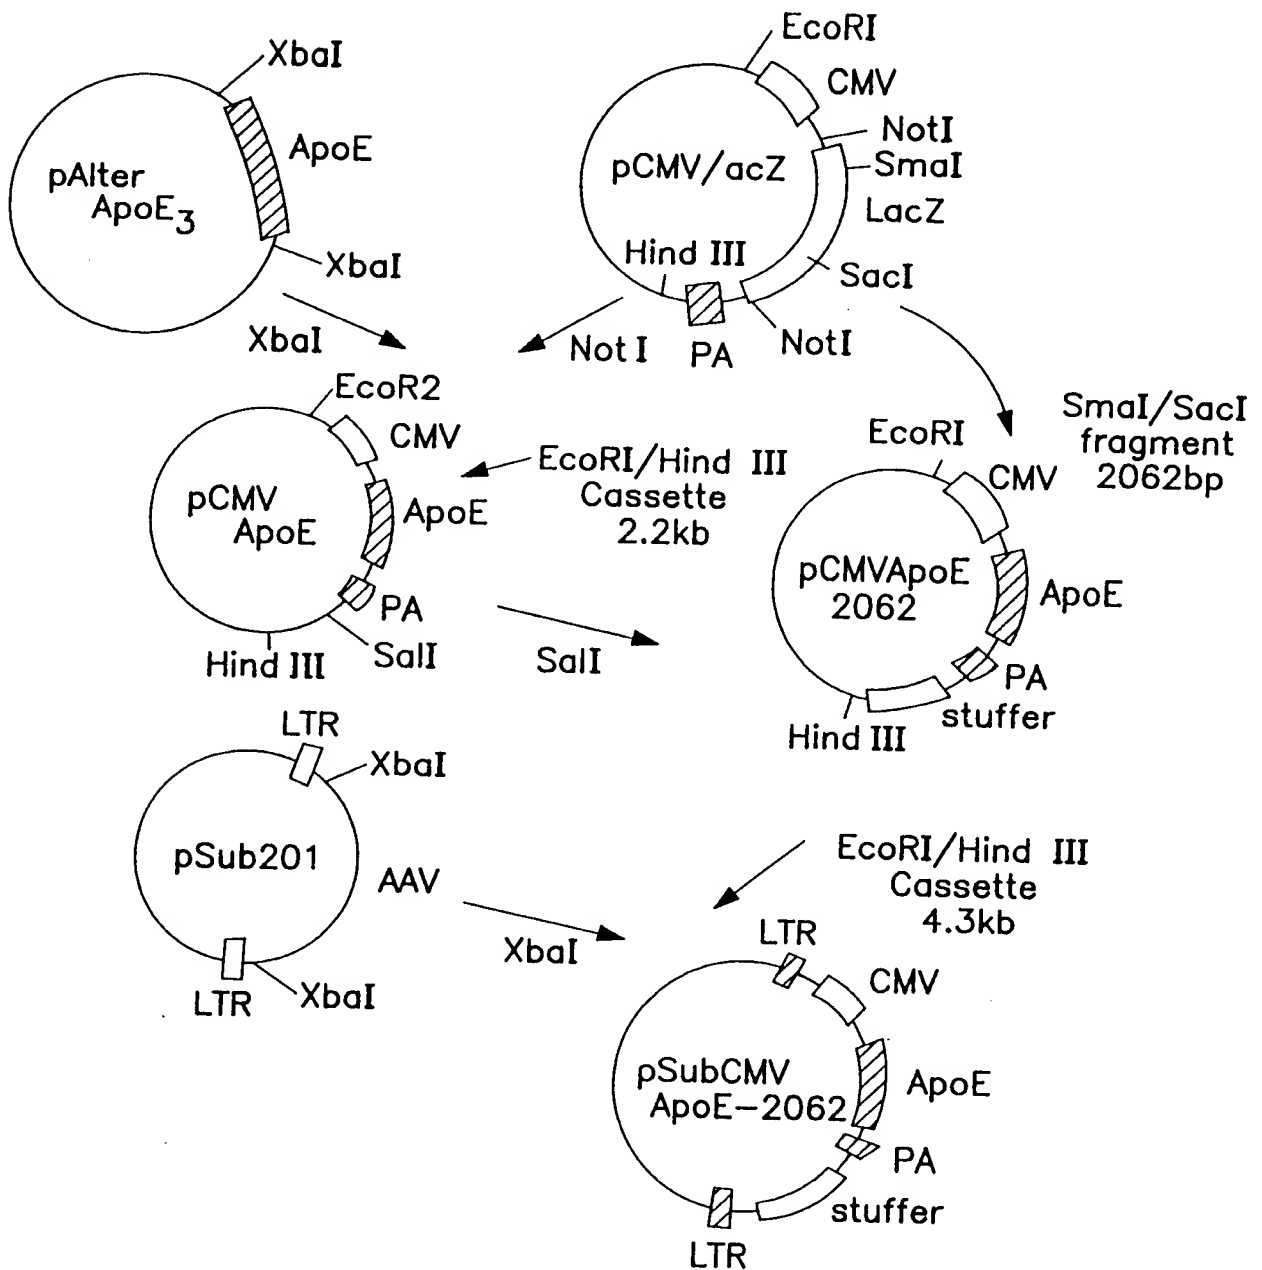 XbaI
ApoE
pAlter
ApoE3
XbaI
XbaI
EcoRI
CMV
NotI
SmaI
pCMV/acZ
LacZ
Hind III
SacI
Not I
PA
NotI
EcoR2
CMV
pCMV
ApoE
ApoE
PA
SalI
Hind III
EcoRI/Hind III
Cassette
2.2kb
SalI
SmaI/SacI
fragment
2062bp
EcoRI
CMV
pCMVApoE
2062
ApoE
PA
stuffer
Hind III
LTR
XbaI
pSub201
AAV
LTR
XbaI
XbaI
EcoRI/Hind III
Cassette
4.3kb
LTR
CMV
pSubCMV
ApoE-2062
ApoE
PA
stuffer
LTR